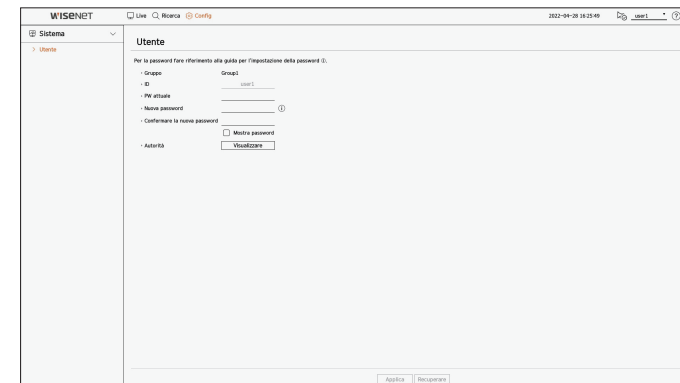 WISENET
Live Ricerca Config 2022-04-28 16:25:49 user1
Sistema
> Utente
Utente
Per la password fare riferimento alla guida per l'impostazione della password ⓘ.
· Gruppo Group1
· ID user1
· PW attuale
· Nuova password
· Confermare la nuova password
Mostra password
· Autorità Visualizzare
Applica Recuperare